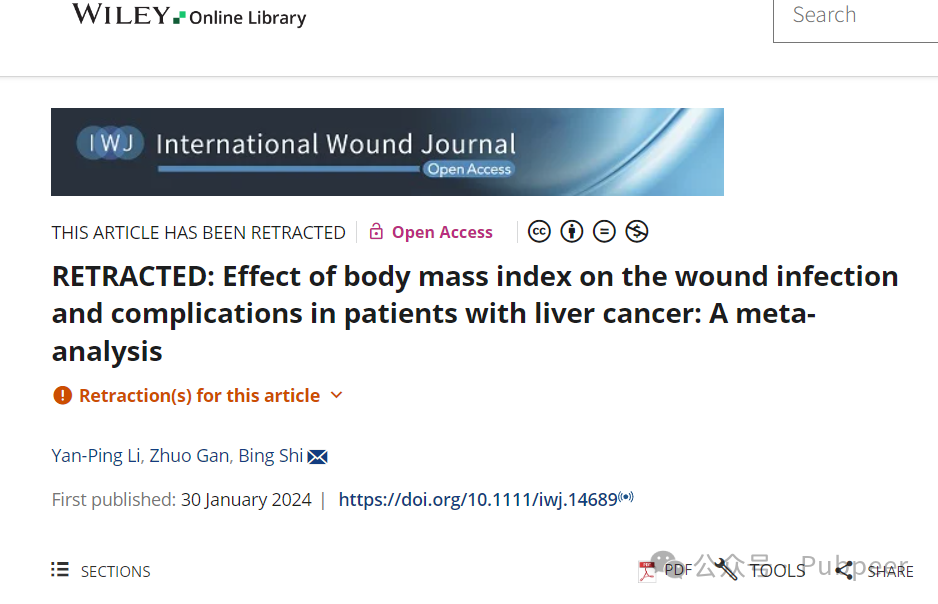 WILEY Online Library
Search
IWJ International Wound Journal
Open Access
THIS ARTICLE HAS BEEN RETRACTED Open Access cc
RETRACTED: Effect of body mass index on the wound infection
and complications in patients with liver cancer: A meta-
analysis
Retraction(s) for this article
Yan-Ping Li, Zhuo Gan, Bing Shi
First published: 30 January 2024 | https://doi.org/10.1111/iwj.14689
SECTIONS
PDF TOOLS SHARE
公众号 · Pubpeer